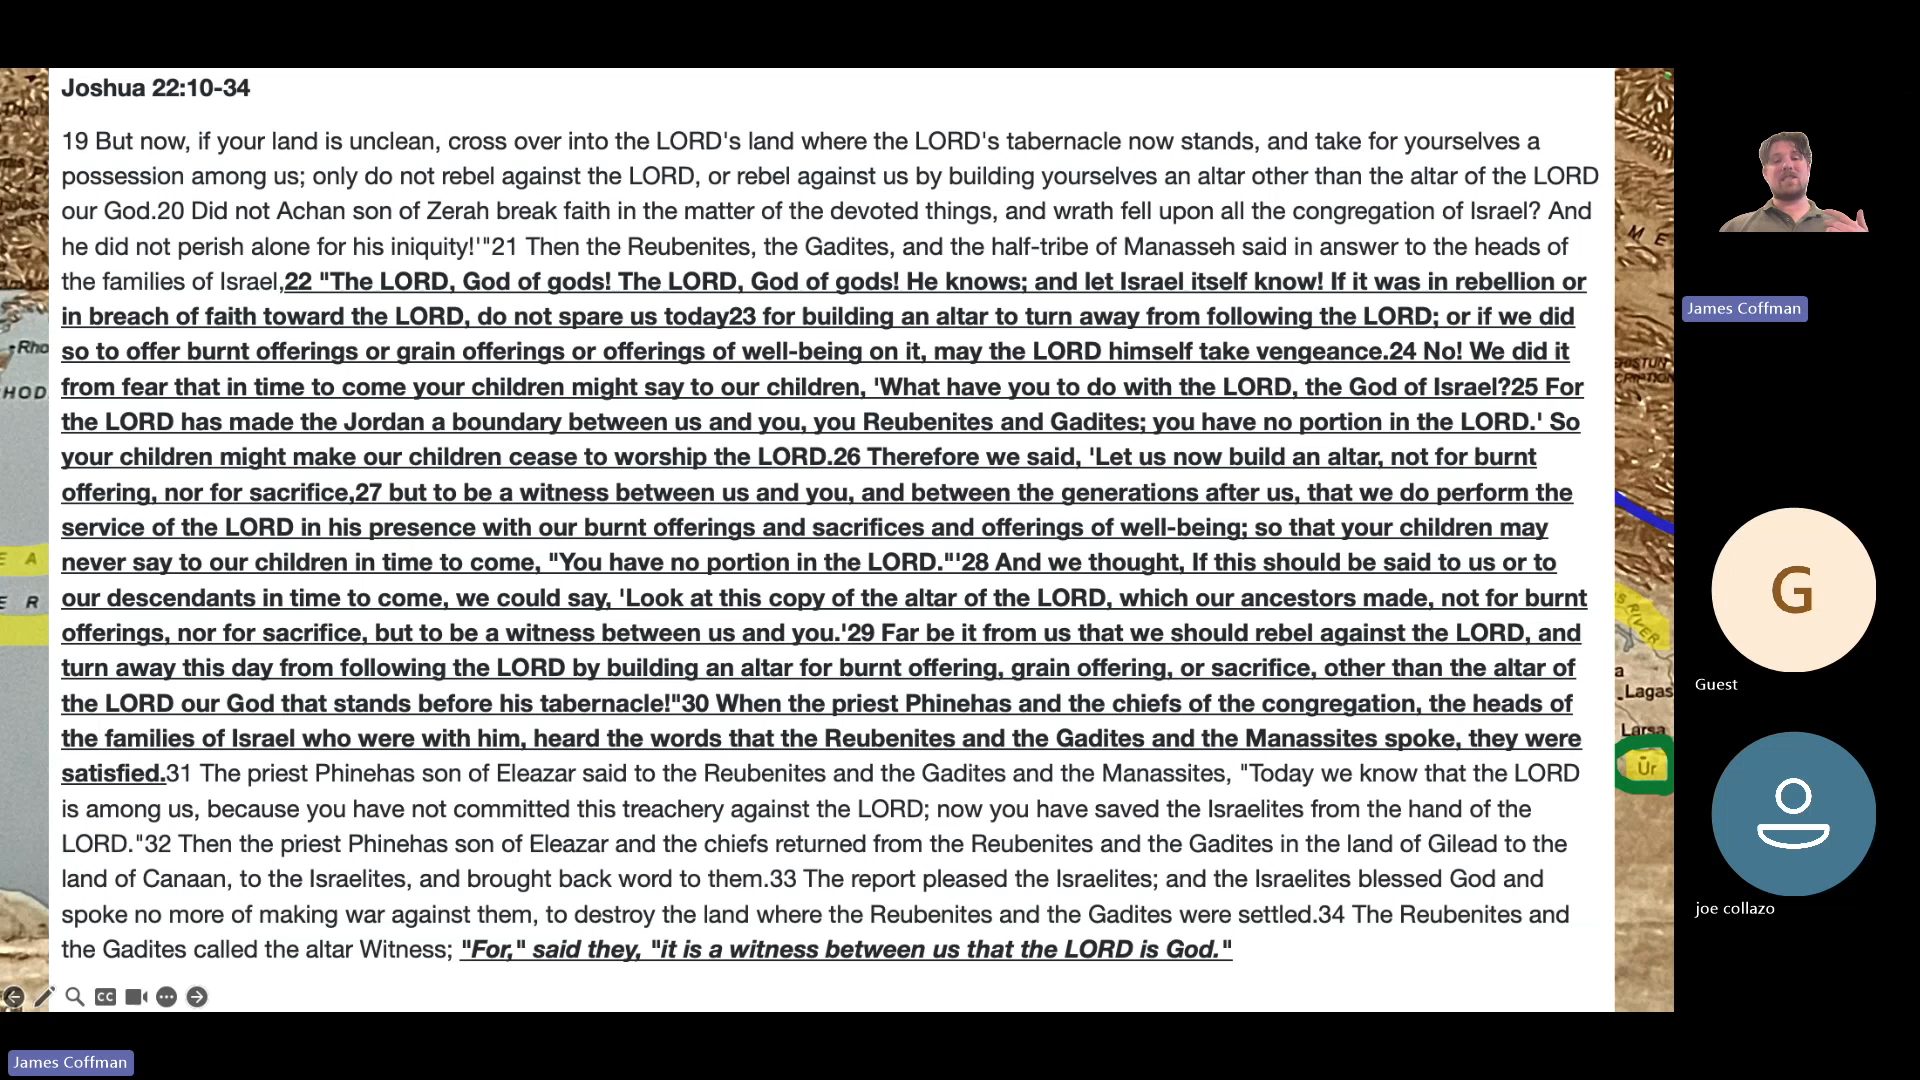 Joshua 22:10-34
19 But now, if your land is unclean, cross over into the LORD's land where the LORD's tabernacle now stands, and take for yourselves a
possession among us; only do not rebel against the LORD, or rebel against us by building yourselves an altar other than the altar of the LORD
our God.20 Did not Achan son of Zerah break faith in the matter of the devoted things, and wrath fell upon all the congregation of Israel? And
he did not perish alone for his iniquity!'"21 Then the Reubenites, the Gadites, and the half-tribe of Manasseh said in answer to the heads of
the families of Israel,22 "The LORD, God of gods! The LORD, God of gods! He knows; and let Israel itself know! If it was in rebellion or
in breach of faith toward the LORD, do not spare us today23 for building an altar to turn away from following the LORD; or if we did
so to offer burnt offerings or grain offerings or offerings of well-being on it, may the LORD himself take vengeance.24 No! We did it
from fear that in time to come your children might say to our children, 'What have you to do with the LORD, the God of Israel?25 For
the LORD has made the Jordan a boundary between us and you, you Reubenites and Gadites; you have no portion in the LORD.' So
your children might make our children cease to worship the LORD.26 Therefore we said, 'Let us now build an altar, not for burnt
offering, nor for sacrifice,27 but to be a witness between us and you, and between the generations after us, that we do perform the
service of the LORD in his presence with our burnt offerings and sacrifices and offerings of well-being; so that your children may
never say to our children in time to come, "You have no portion in the LORD."'28 And we thought, If this should be said to us or to
our descendants in time to come, we could say, 'Look at this copy of the altar of the LORD, which our ancestors made, not for burnt
offerings, nor for sacrifice, but to be a witness between us and you.'29 Far be it from us that we should rebel against the LORD, and
turn away this day from following the LORD by building an altar for burnt offering, grain offering, or sacrifice, other than the altar of
the LORD our God that stands before his tabernacle!"30 When the priest Phinehas and the chiefs of the congregation, the heads of
the families of Israel who were with him, heard the words that the Reubenites and the Gadites and the Manassites spoke, they were
satisfied.31 The priest Phinehas son of Eleazar said to the Reubenites and the Gadites and the Manassites, "Today we know that the LORD
is among us, because you have not committed this treachery against the LORD; now you have saved the Israelites from the hand of the
LORD."32 Then the priest Phinehas son of Eleazar and the chiefs returned from the Reubenites and the Gadites in the land of Gilead to the
land of Canaan, to the Israelites, and brought back word to them.33 The report pleased the Israelites; and the Israelites blessed God and
spoke no more of making war against them, to destroy the land where the Reubenites and the Gadites were settled.34 The Reubenites and
the Gadites called the altar Witness; "For," said they, "it is a witness between us that the LORD is God."
Rho
HOD
E A
E R
M E
RIVER
Lagas
Larsa
Ur
CC
James Coffman
G
Guest
joe collazo
James Coffman